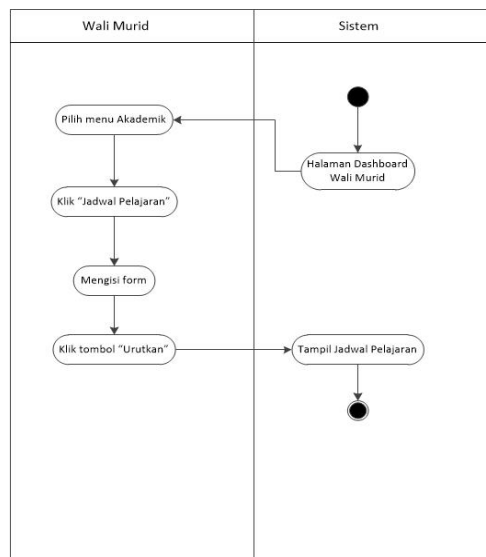 Wali Murid
Sistem
Pilih menu Akademik
Halaman Dashboard
Wali Murid
Klik “Jadwal Pelajaran”
Mengisi form
Klik tombol “Urutkan”
Tampil Jadwal Pelajaran